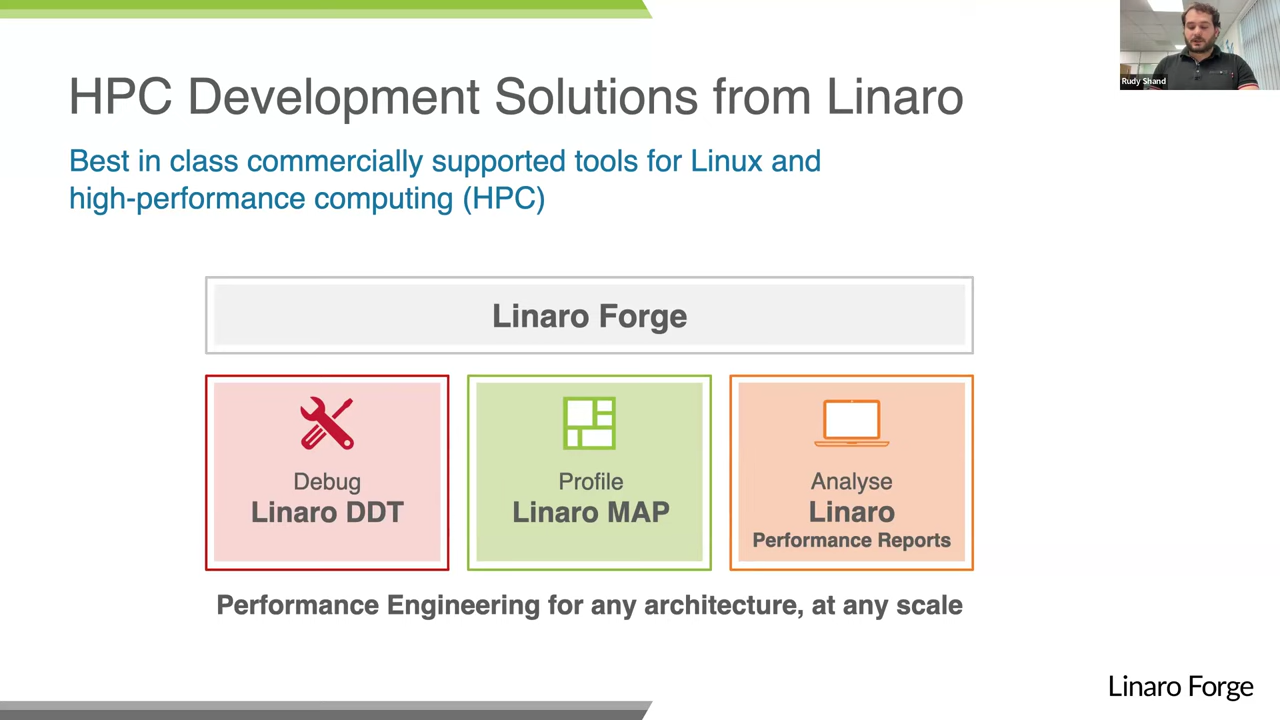 HPC Development Solutions from Linaro
Rudy Shand
Best in class commercially supported tools for Linux and
high-performance computing (HPC)
Linaro Forge
Debug
Linaro DDT
Profile
Linaro MAP
Analyse
Linaro
Performance Reports
Performance Engineering for any architecture, at any scale
Linaro Forge